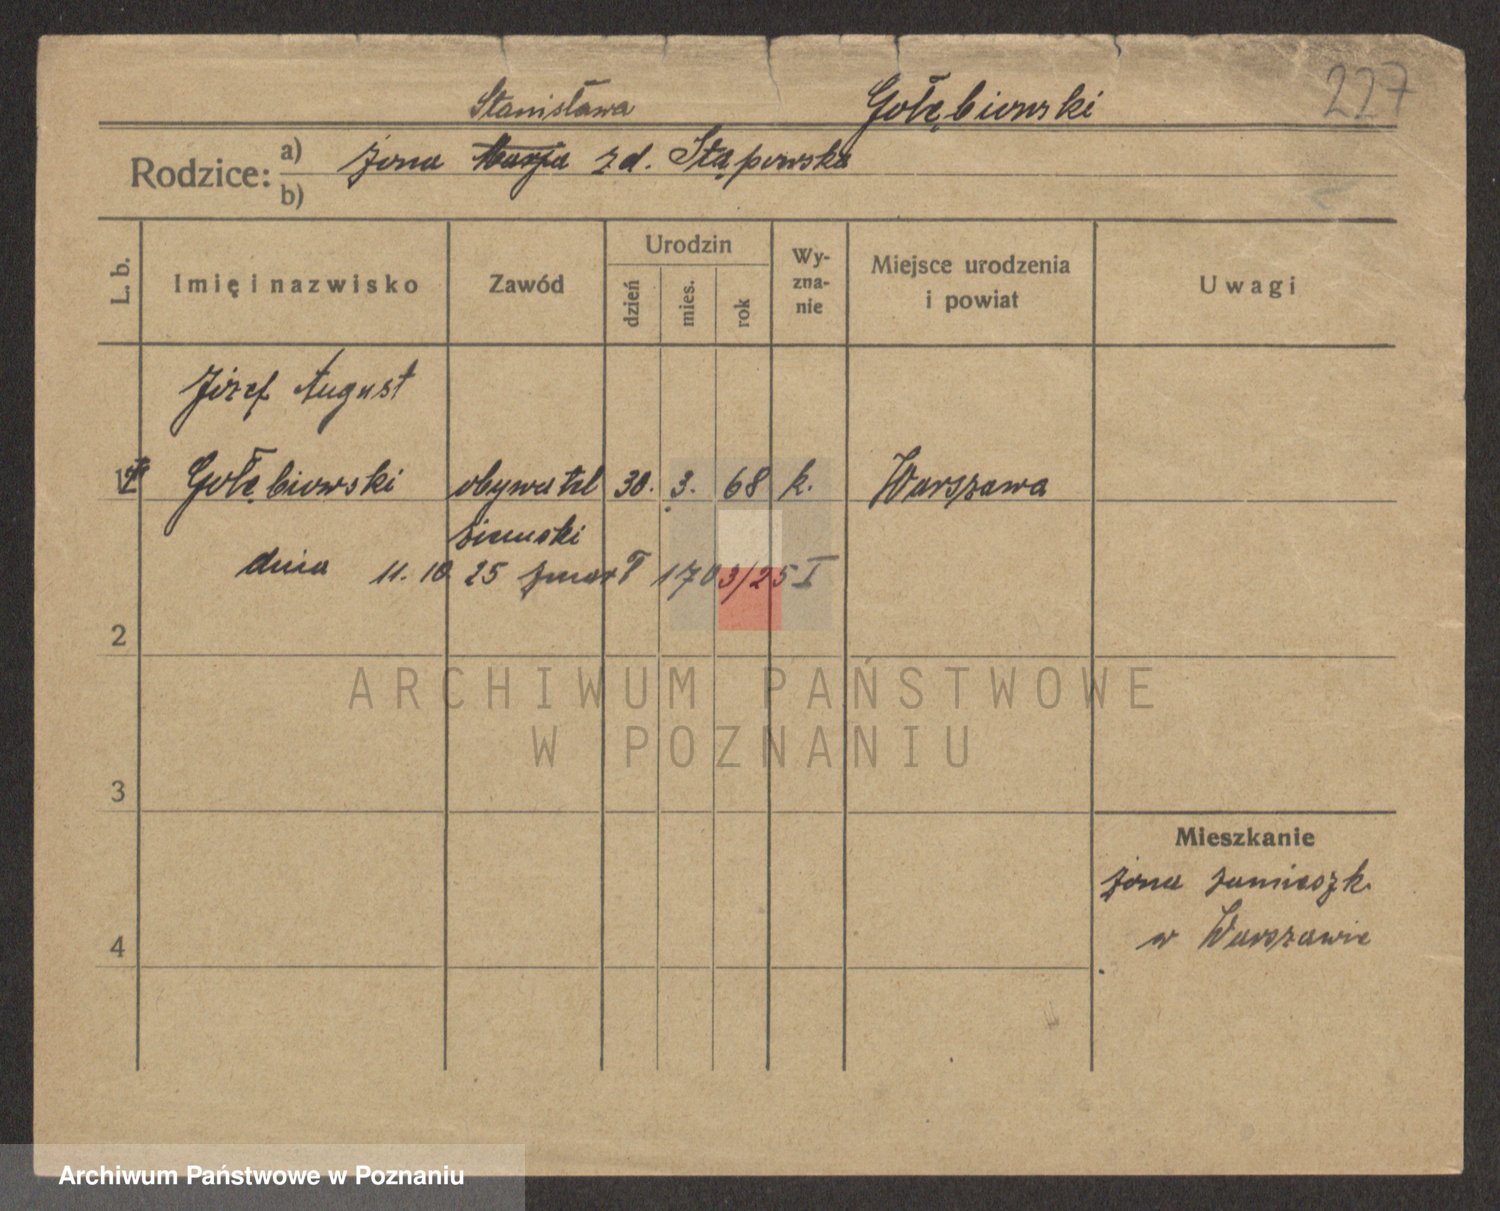 Stanisława Gołębiowski 227
Rodzice: a) żona Marja zd. Stąpowska
b)
L. b. Imię i nazwisko Zawód Urodzin dzień mies. rok Wy-zna-nie Miejsce urodzenia i powiat Uwagi
Józef August
1 Gołębiowski obywatel 30. 3. 68 k. Warszawa
ziemski
dnia 11. 10 25 zmarł 1703/25 I
2
ARCHIWUM PAŃSTWOWE
W POZNANIU
3
Mieszkanie
żona zamieszk.
w Warszawie
4
Archiwum Państwowe w Poznaniu